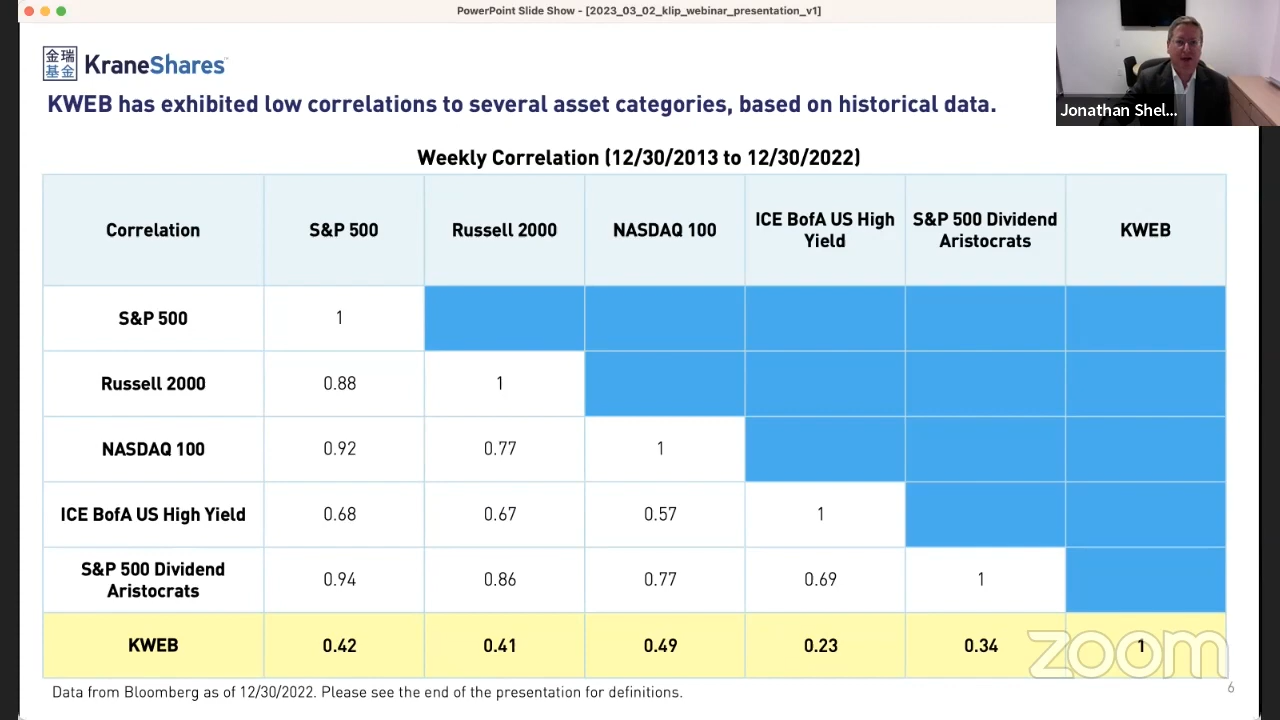 PowerPoint Slide Show - [2023_03_02_klip_webinar_presentation_v1]
金瑞
基金
KraneShares™
KWEB has exhibited low correlations to several asset categories, based on historical data.
Jonathan Shel...
Weekly Correlation (12/30/2013 to 12/30/2022)
Correlation S&P 500 Russell 2000 NASDAQ 100 ICE BofA US High Yield S&P 500 Dividend Aristocrats KWEB
S&P 500 1
Russell 2000 0.88 1
NASDAQ 100 0.92 0.77 1
ICE BofA US High Yield 0.68 0.67 0.57 1
S&P 500 Dividend Aristocrats 0.94 0.86 0.77 0.69 1
KWEB 0.42 0.41 0.49 0.23 0.34 1
zoom
Data from Bloomberg as of 12/30/2022. Please see the end of the presentation for definitions.
6